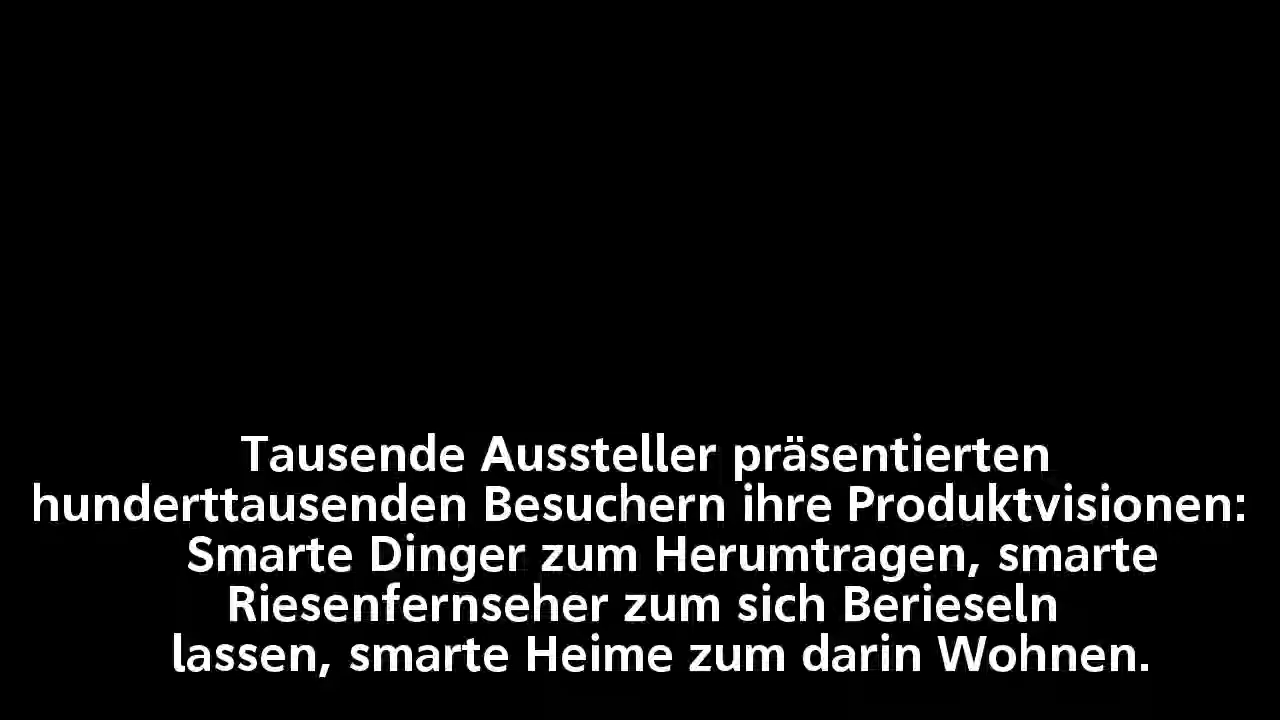 Tausende Aussteller präsentierten
hunderttausenden Besuchern ihre Produktvisionen:
Smarte Dinger zum Herumtragen, smarte
Riesenfernseher zum sich Berieseln
lassen, smarte Heime zum darin Wohnen.